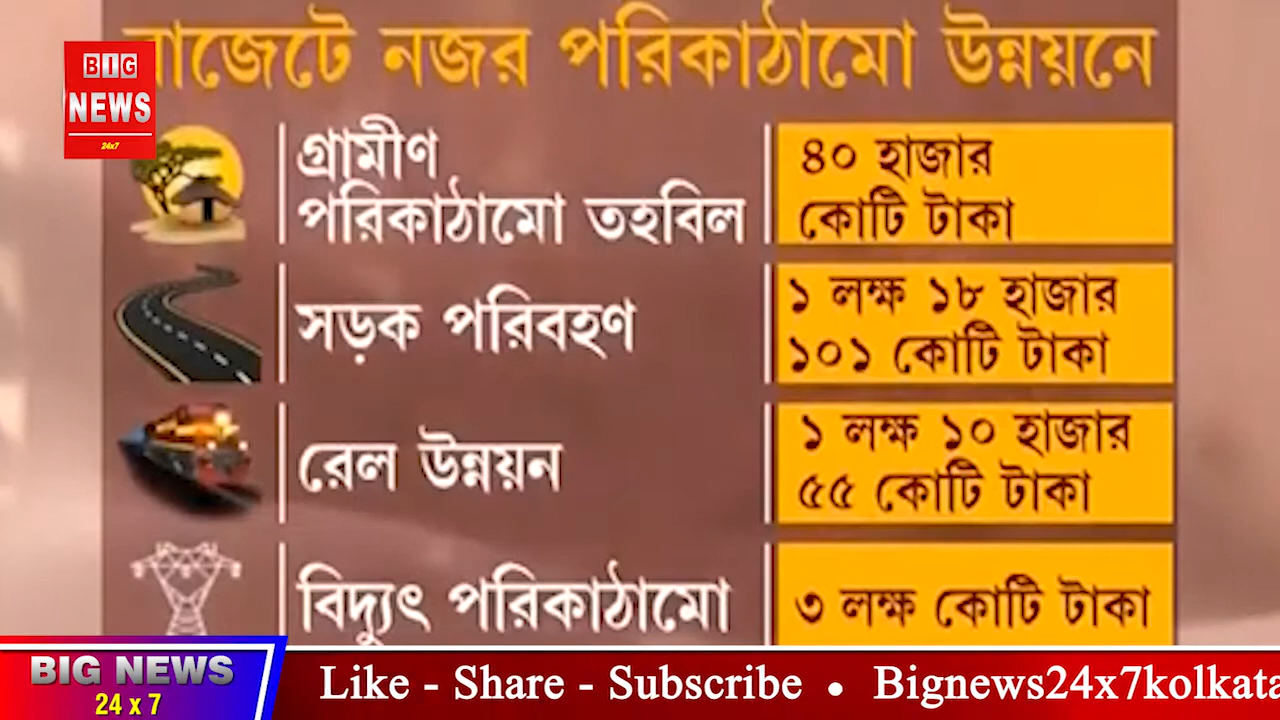 বাজেটে নজর পরিকাঠামো উন্নয়নে
BIG
NEWS
24x7
গ্রামীণ
পরিকাঠামো তহবিল
৪০ হাজার
কোটি টাকা
সড়ক পরিবহণ
১ লক্ষ ১৮ হাজার
১০১ কোটি টাকা
রেল উন্নয়ন
১ লক্ষ ১০ হাজার
৫৫ কোটি টাকা
বিদ্যুৎ পরিকাঠামো
৩ লক্ষ কোটি টাকা
BIG NEWS
24 x 7
Like - Share - Subscribe • Bignews24x7kolkata